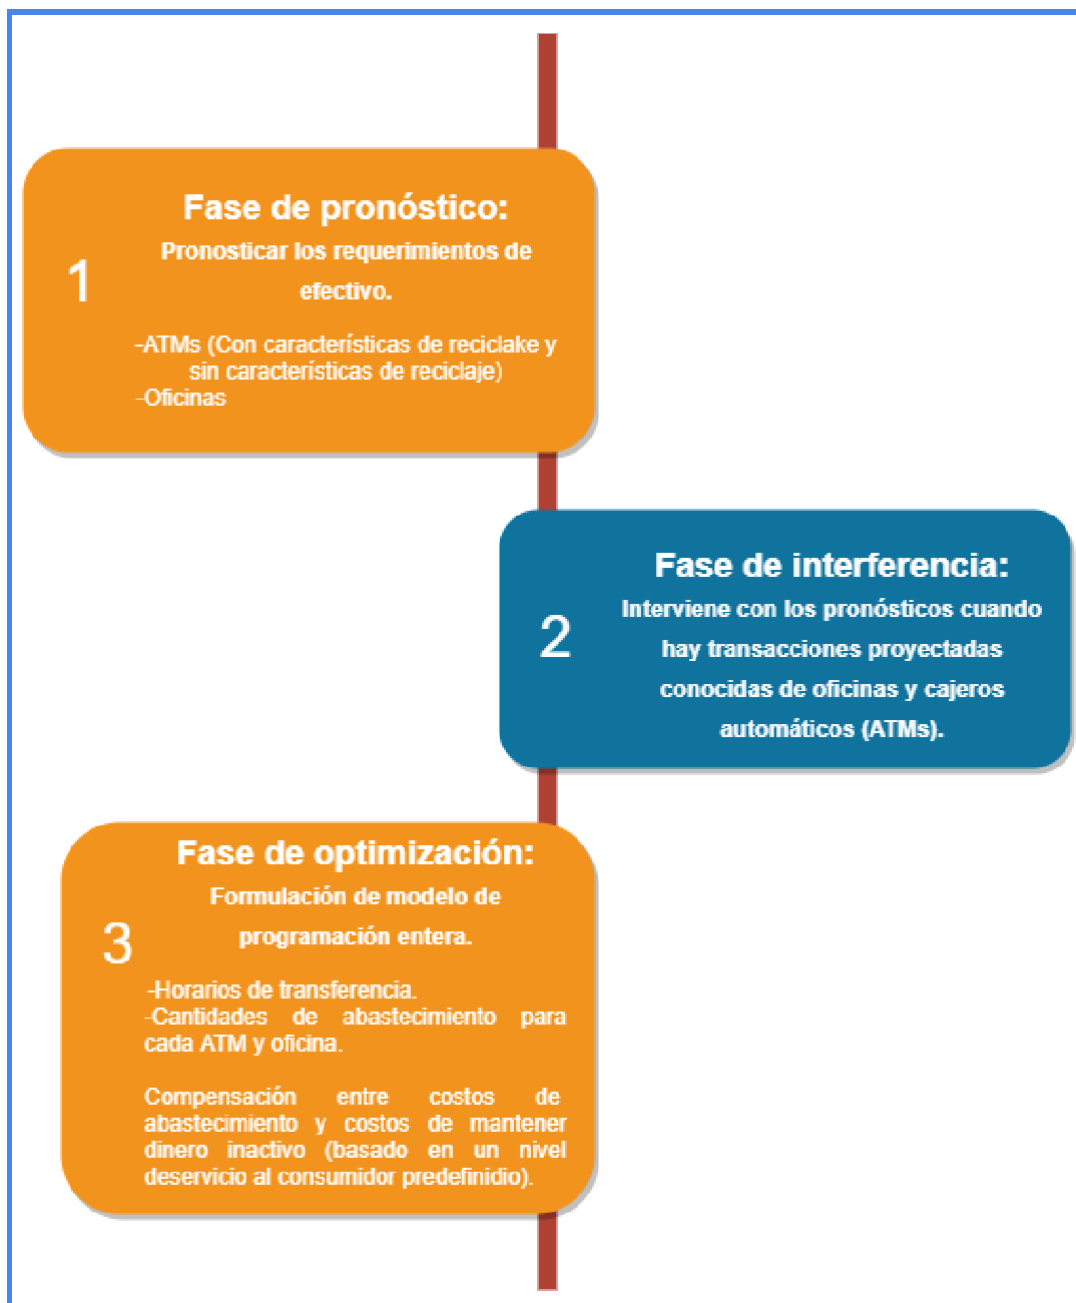 Fase de pronóstico:
Pronosticar los requerimientos de
efectivo.
1
-ATMs (Con características de reciclake y
sin características de reciclaje)
-Oficinas
Fase de interferencia:
Interviene con los pronósticos cuando
hay transacciones proyectadas
conocidas de oficinas y cajeros
automáticos (ATMs).
2
Fase de optimización:
Formulación de modelo de
programación entera.
3
-Horarios de transferencia.
-Cantidades de abastecimiento para
cada ATM y oficina.
Compensación entre costos de
abastecimiento y costos de mantener
dinero inactivo (basado en un nivel
deservicio al consumidor predefinidio).